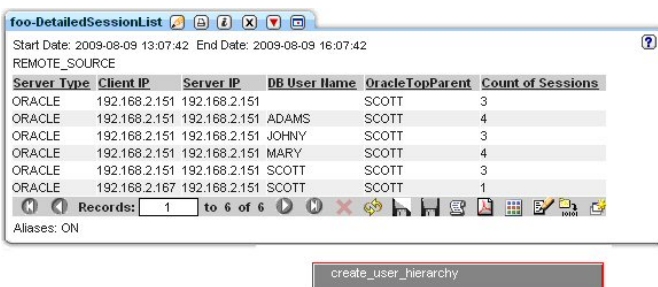 foo-DetailedSessionList
Start Date: 2009-08-09 13:07:42 End Date: 2009-08-09 16:07:42
REMOTE_SOURCE
Server Type Client IP Server IP DB User Name OracleTopParent Count of Sessions
ORACLE 192.168.2.151 192.168.2.151 SCOTT 3
ORACLE 192.168.2.151 192.168.2.151 ADAMS SCOTT 4
ORACLE 192.168.2.151 192.168.2.151 JOHNY SCOTT 3
ORACLE 192.168.2.151 192.168.2.151 MARY SCOTT 4
ORACLE 192.168.2.151 192.168.2.151 SCOTT SCOTT 3
ORACLE 192.168.2.167 192.168.2.151 SCOTT SCOTT 1
Records: 1 to 6 of 6
Aliases: ON
create_user_hierarchy